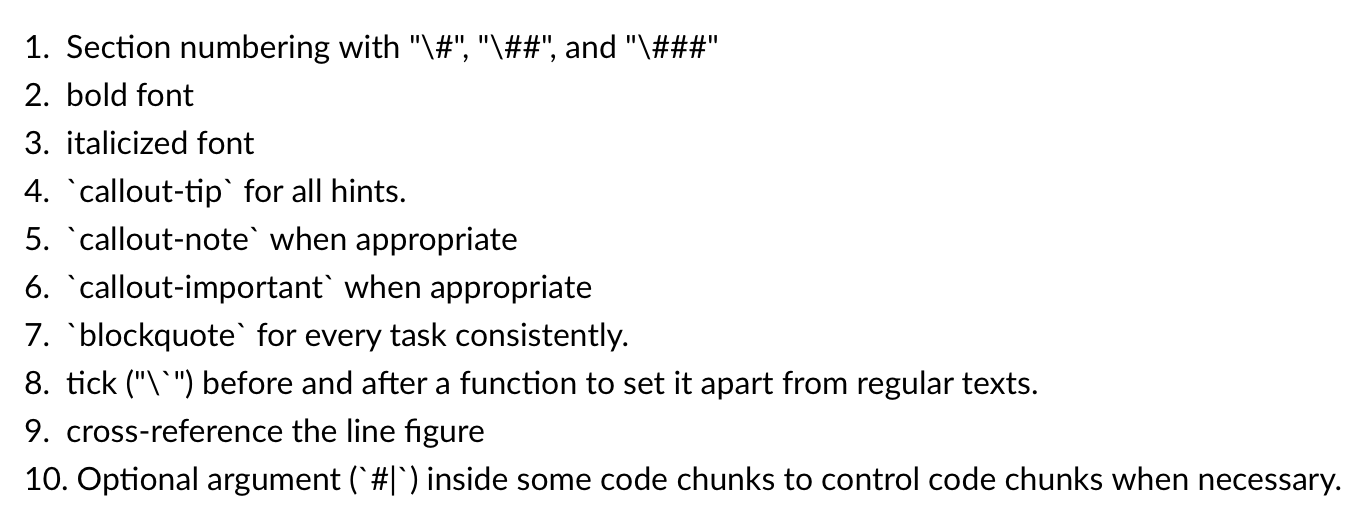 1. Section numbering with "\#", "\##", and "\###"
2. bold font
3. italicized font
4. `callout-tip` for all hints.
5. `callout-note` when appropriate
6. `callout-important` when appropriate
7. `blockquote` for every task consistently.
8. tick ("\`") before and after a function to set it apart from regular texts.
9. cross-reference the line figure
10. Optional argument (`#|`) inside some code chunks to control code chunks when necessary.